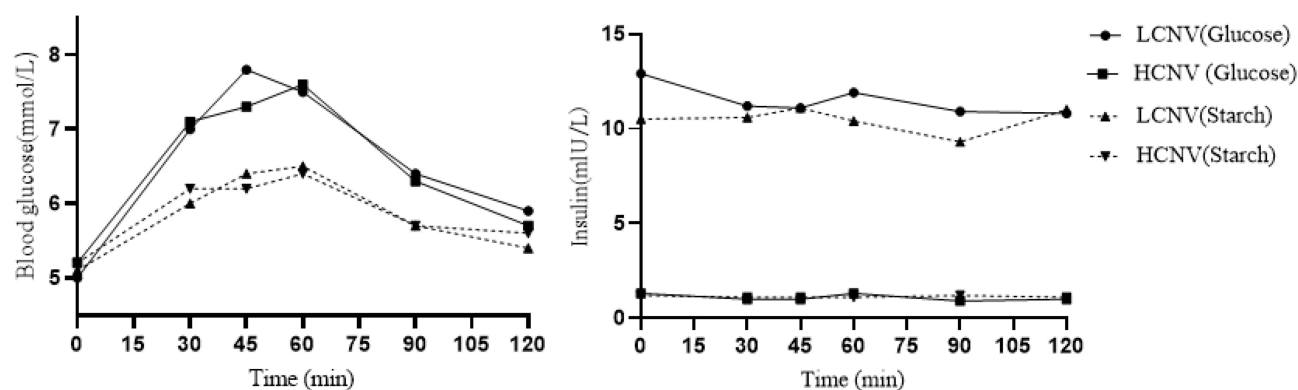 Blood glucose(mmol/L)
8
7
6
5
0 15 30 45 60 75 90 105 120
Time (min)
Insulin(mlU/L)
15
10
5
0
0 15 30 45 60 75 90 105 120
Time (min)
LCNV(Glucose)
HCNV (Glucose)
LCNV(Starch)
HCNV(Starch)